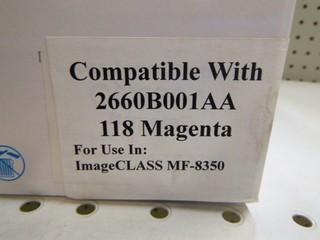 Compatible With
2660B001AA
118 Magenta
For Use In:
ImageCLASS MF-8350